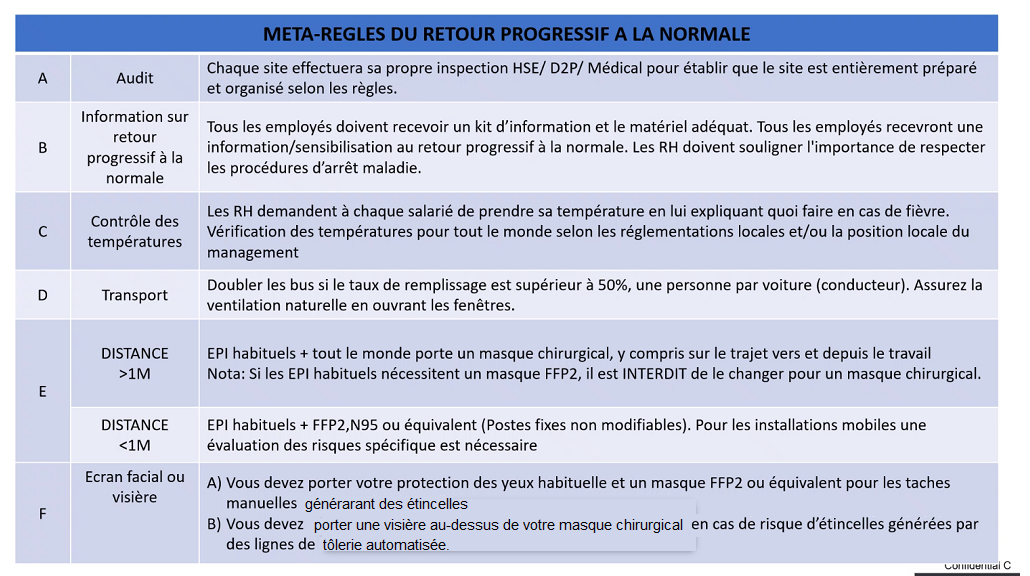 META-REGLES DU RETOUR PROGRESSIF A LA NORMALE
A
Audit
Chaque site effectuera sa propre inspection HSE/ D2P/ Médical pour établir que le site est entièrement préparé
et organisé selon les règles.
B
Information sur
retour
progressif à la
normale
Tous les employés doivent recevoir un kit d’information et le matériel adéquat. Tous les employés recevront une
information/sensibilisation au retour progressif à la normale. Les RH doivent souligner l'importance de respecter
les procédures d’arrêt maladie.
C
Contrôle des
températures
Les RH demandent à chaque salarié de prendre sa température en lui expliquant quoi faire en cas de fièvre.
Vérification des températures pour tout le monde selon les réglementations locales et/ou la position locale du
management
D
Transport
Doubler les bus si le taux de remplissage est supérieur à 50%, une personne par voiture (conducteur). Assurez la
ventilation naturelle en ouvrant les fenêtres.
E
DISTANCE
>1M
EPI habituels + tout le monde porte un masque chirurgical, y compris sur le trajet vers et depuis le travail
Nota: Si les EPI habituels nécessitent un masque FFP2, il est INTERDIT de le changer pour un masque chirurgical.
DISTANCE
<1M
EPI habituels + FFP2,N95 ou équivalent (Postes fixes non modifiables). Pour les installations mobiles une
évaluation des risques spécifique est nécessaire
F
Ecran facial ou
visière
A) Vous devez porter votre protection des yeux habituelle et un masque FFP2 ou équivalent pour les taches
manuelles générarant des étincelles
B) Vous devez porter une visière au-dessus de votre masque chirurgical en cas de risque d’étincelles générées par
des lignes de tôlerie automatisée.
Confidential C